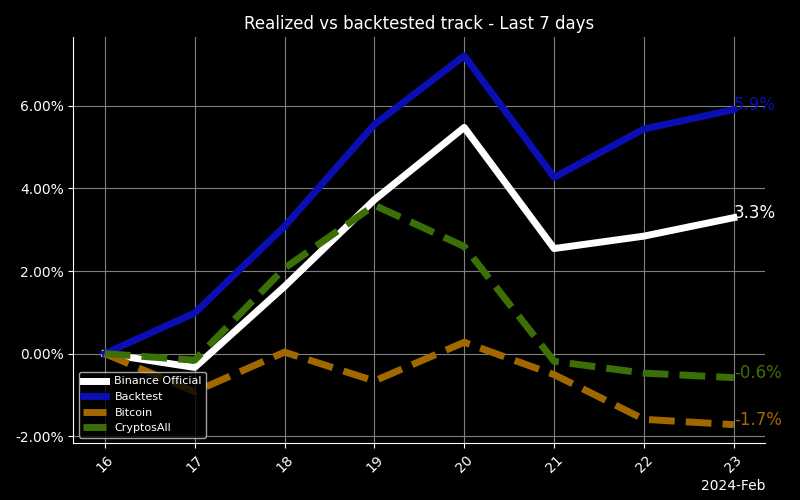 Realized vs backtested track - Last 7 days
6.00%
4.00%
2.00%
0.00%
-2.00%
5.9%
3.3%
-0.6%
-1.7%
Binance Official
Backtest
Bitcoin
CryptosAll
16
17
18
19
20
21
22
23
2024-Feb